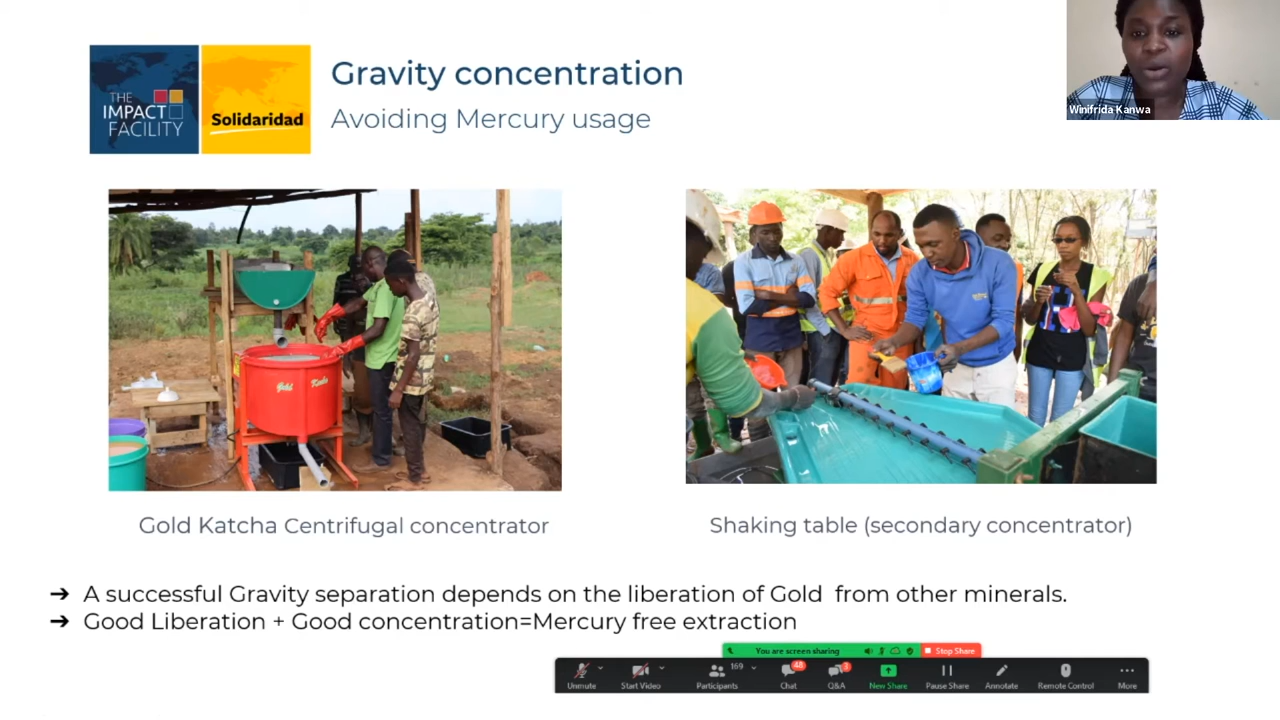 Gravity concentration
Avoiding Mercury usage
THE
IMPACT
FACILITY
Solidaridad
Winifrida Kanwa
Gold Katcha
Gold Katcha Centrifugal concentrator
Shaking table (secondary concentrator)
➔ A successful Gravity separation depends on the liberation of Gold from other minerals.
➔ Good Liberation + Good concentration=Mercury free extraction
You are screen sharing
Stop Share
Unmute
Start Video
Participants
169
Chat
48
Q&A
3
New Share
Pause Share
Annotate
Remote Control
More